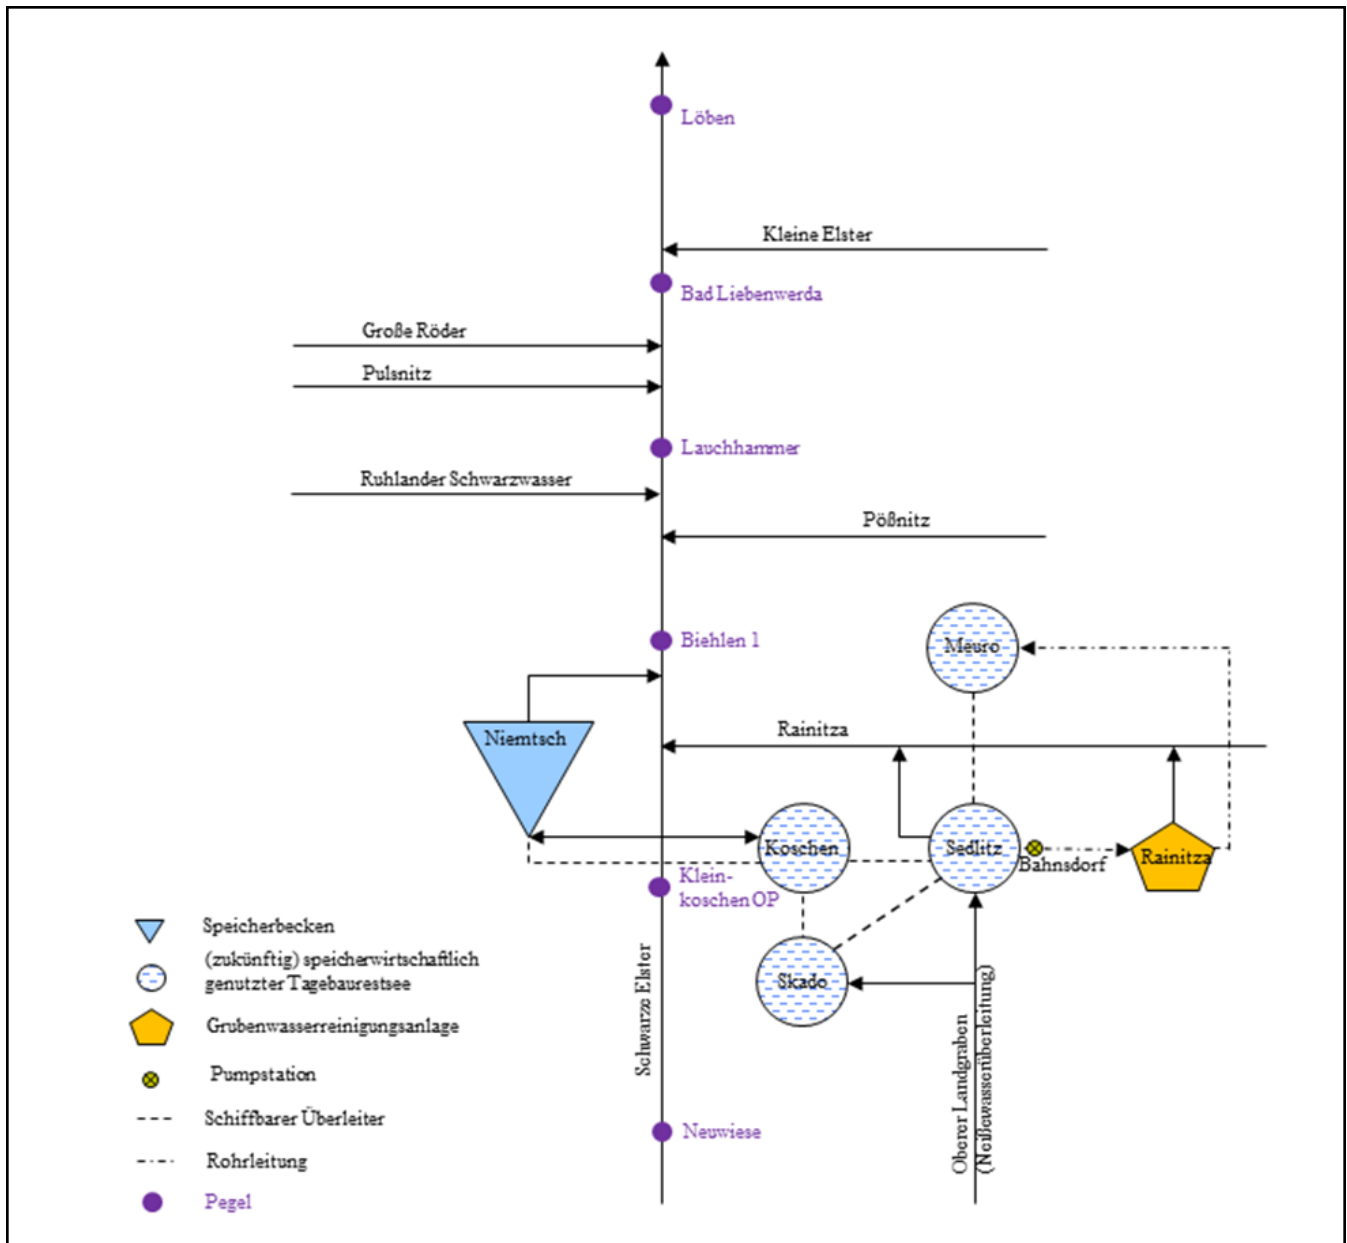 Löben
Kleine Elster
Bad Liebenwerda
Große Röder
Pulsnitz
Lauchhammer
Ruhlander Schwarzwasser
Pößnitz
Biehlen 1
Meuro
Rainitza
Niemtsch
Koschen
Sedlitz
Bahnsdorf
Rainitza
Klein-
koschen OP
Skado
Schwarze Elster
Oberer Landgraben
(Neißewasserüberleitung)
Neuwiese
Speicherbecken
(zukünftig) speicherwirtschaftlich
genutzter Tagebaurestsee
Grubenwasserreinigungsanlage
Pumpstation
Schiffbarer Überleiter
Rohrleitung
Pegel